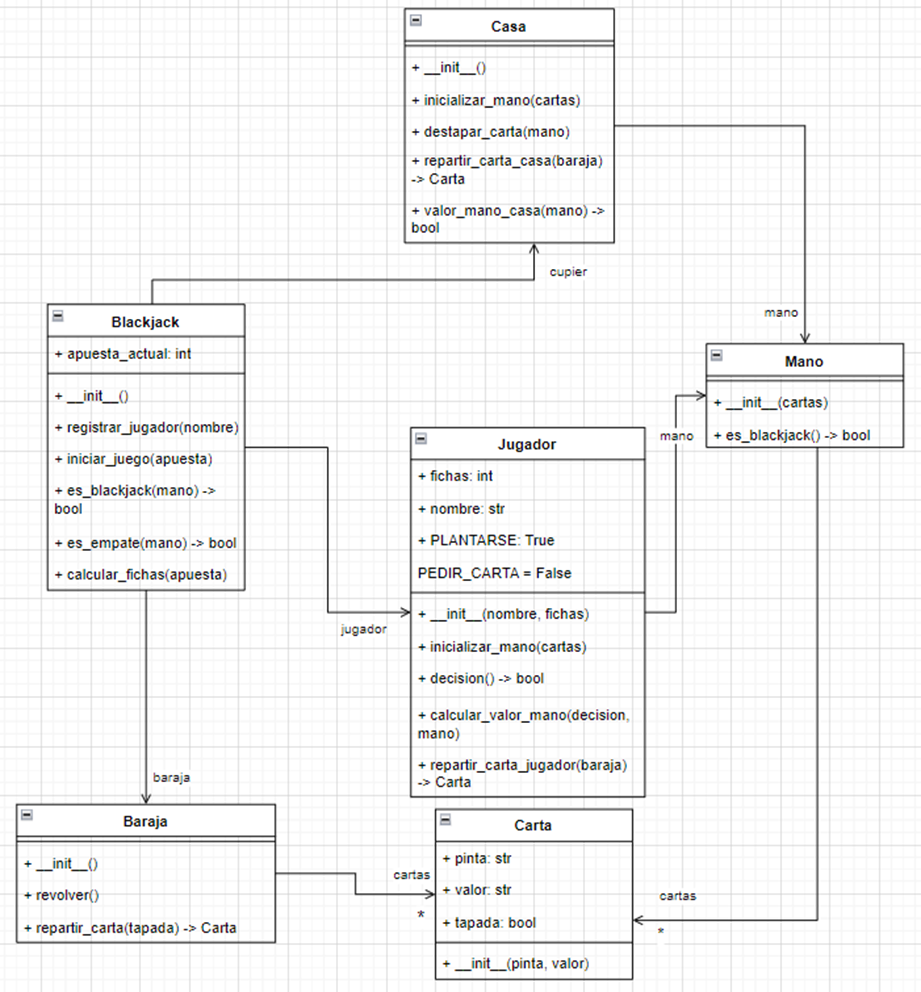 Casa
+ __init__()
+ inicializar_mano(cartas)
+ destapar_carta(mano)
+ repartir_carta_casa(baraja)
-> Carta
+ valor_mano_casa(mano) ->
bool
cupier
mano
Blackjack
+ apuesta_actual: int
+ __init__()
+ registrar_jugador(nombre)
+ iniciar_juego(apuesta)
+ es_blackjack(mano) ->
bool
+ es_empate(mano) -> bool
+ calcular_fichas(apuesta)
Mano
+ __init__(cartas)
+ es_blackjack() -> bool
mano
Jugador
+ fichas: int
+ nombre: str
+ PLANTARSE: True
PEDIR_CARTA = False
+ __init__(nombre, fichas)
+ inicializar_mano(cartas)
+ decision() -> bool
+ calcular_valor_mano(decision,
mano)
+ repartir_carta_jugador(baraja)
-> Carta
jugador
baraja
Baraja
+ __init__()
+ revolver()
+ repartir_carta(tapada) -> Carta
cartas
*
Carta
+ pinta: str
+ valor: str
+ tapada: bool
+ __init__(pinta, valor)
cartas
*